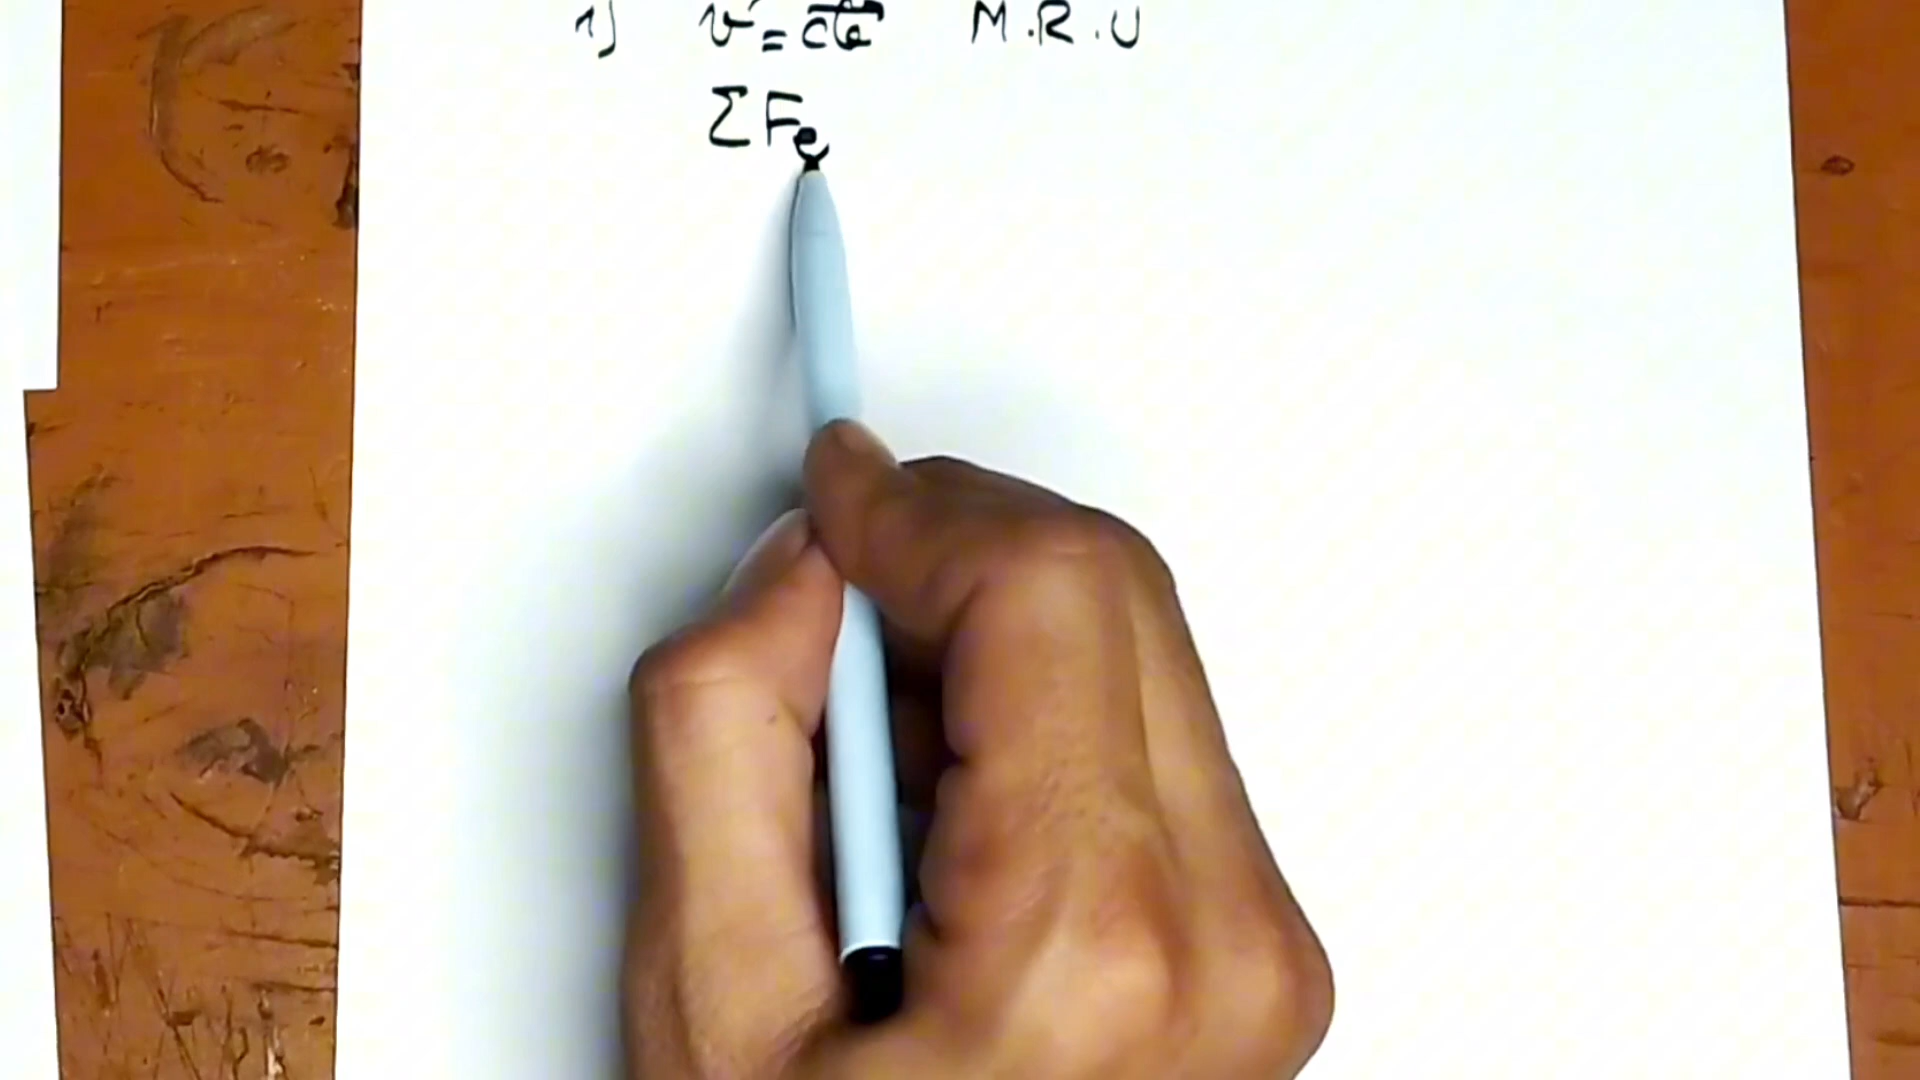 1) v = cte M.R.U
ΣFe